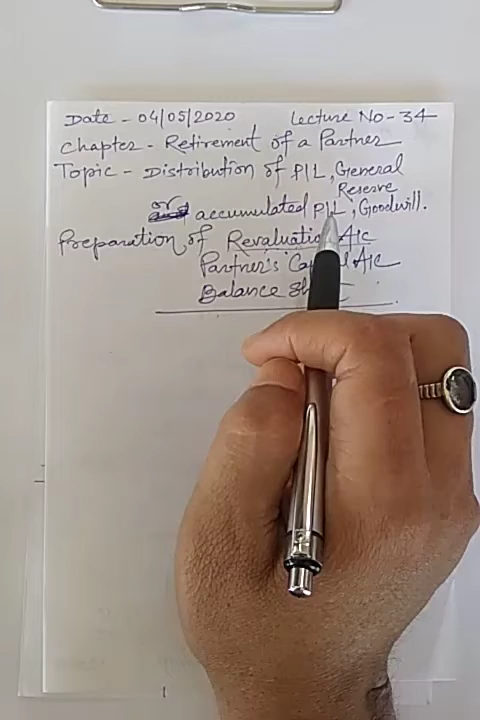 Date - 04/05/2020 Lecture No - 34
Chapter - Retirement of a Partner
Topic - Distribution of P/L, General
Reserve
or accumulated P/L, Goodwill.
Preparation of Revaluation A/C
Partner's Capital A/C
Balance